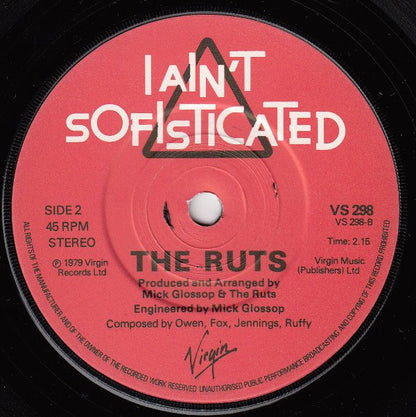 I AIN'T
SOFISTICATED
SIDE 2
45 RPM
STEREO
VS 298
VS 298-B
Time: 2.15
℗ 1979 Virgin
Records Ltd
Virgin Music
(Publishers) Ltd
THE RUTS
Produced and Arranged by
Mick Glossop & The Ruts
Engineered by Mick Glossop
Composed by Owen, Fox, Jennings, Ruffy
Virgin
ALL RIGHTS OF THE MANUFACTURER AND OF THE OWNER OF THE RECORDED WORK RESERVED UNAUTHORISED PUBLIC PERFORMANCE BROADCASTING AND COPYING OF THIS RECORD PROHIBITED